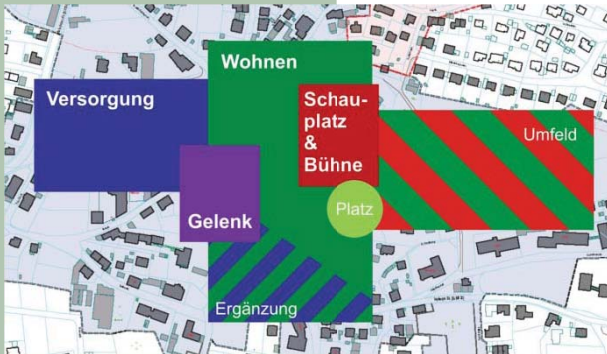 Wohnen
Versorgung
Schau-
platz
&
Bühne
Umfeld
Gelenk
Platz
Ergänzung